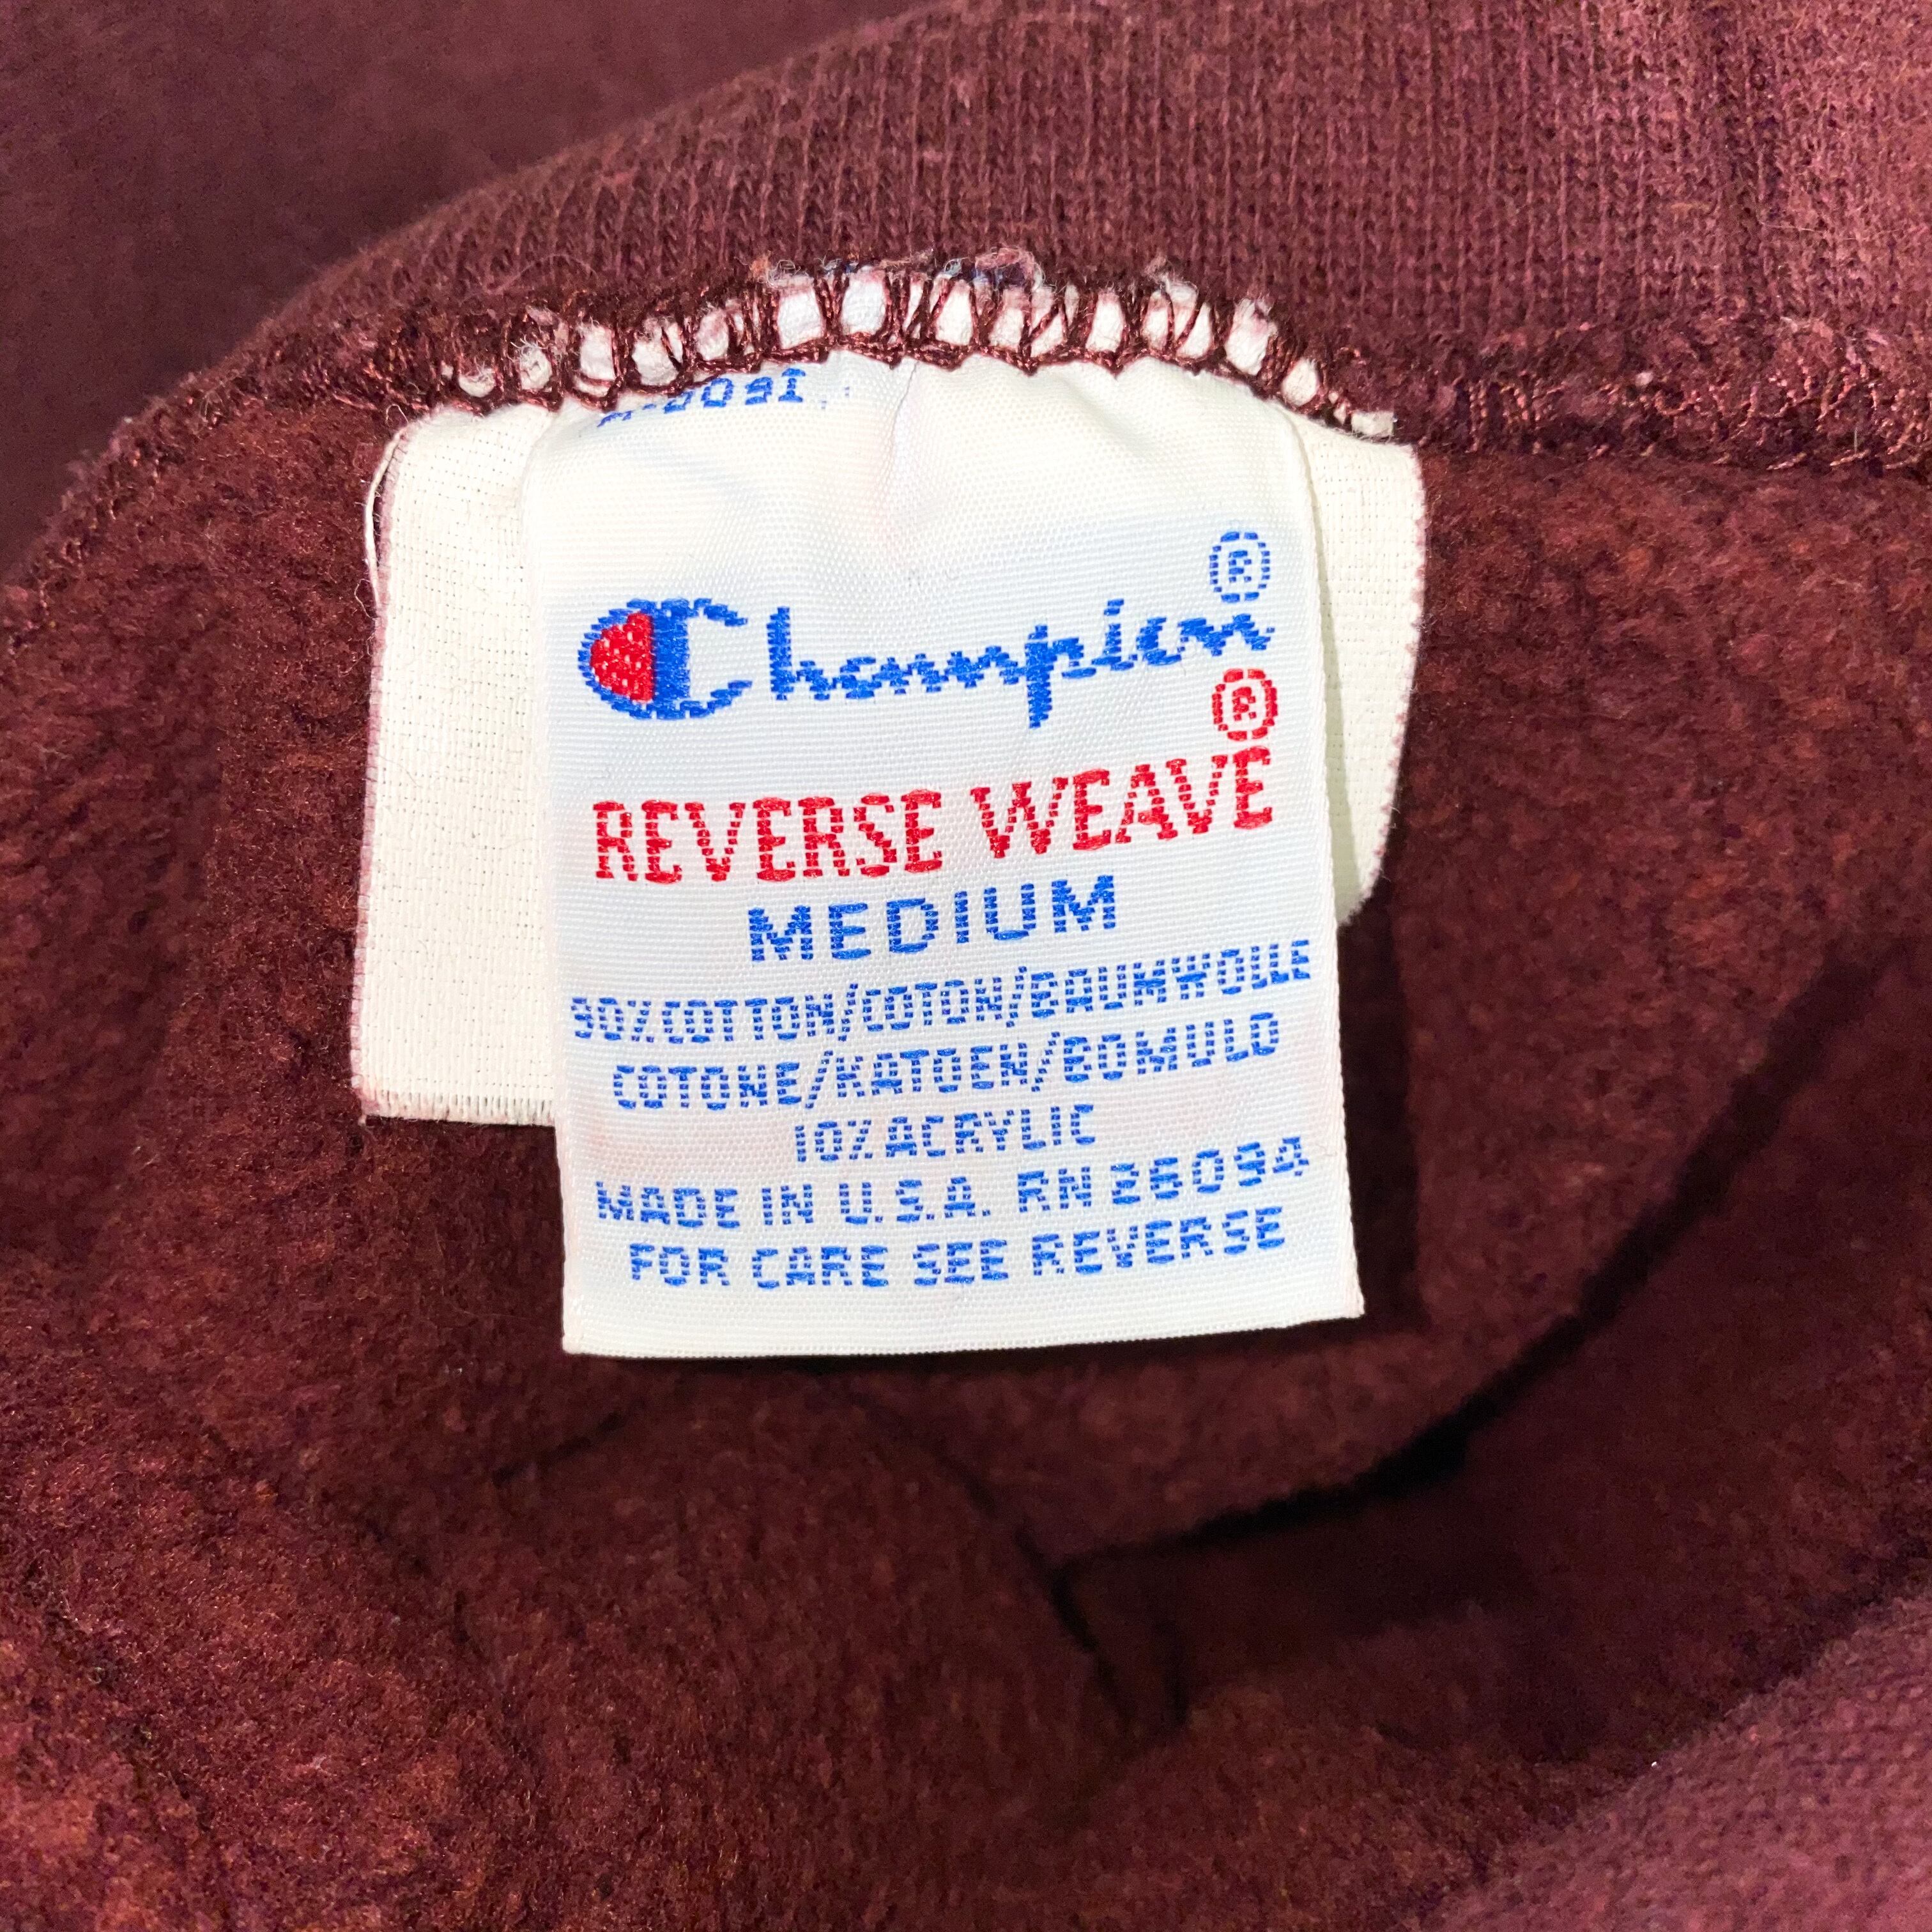 Champion®
REVERSE WEAVE®
MEDIUM
90%COTTON/COTON/BAUMWOLLE
COTONE/KATOEN/BOMULD
10%ACRYLIC
MADE IN U.S.A. RN 26094
FOR CARE SEE REVERSE